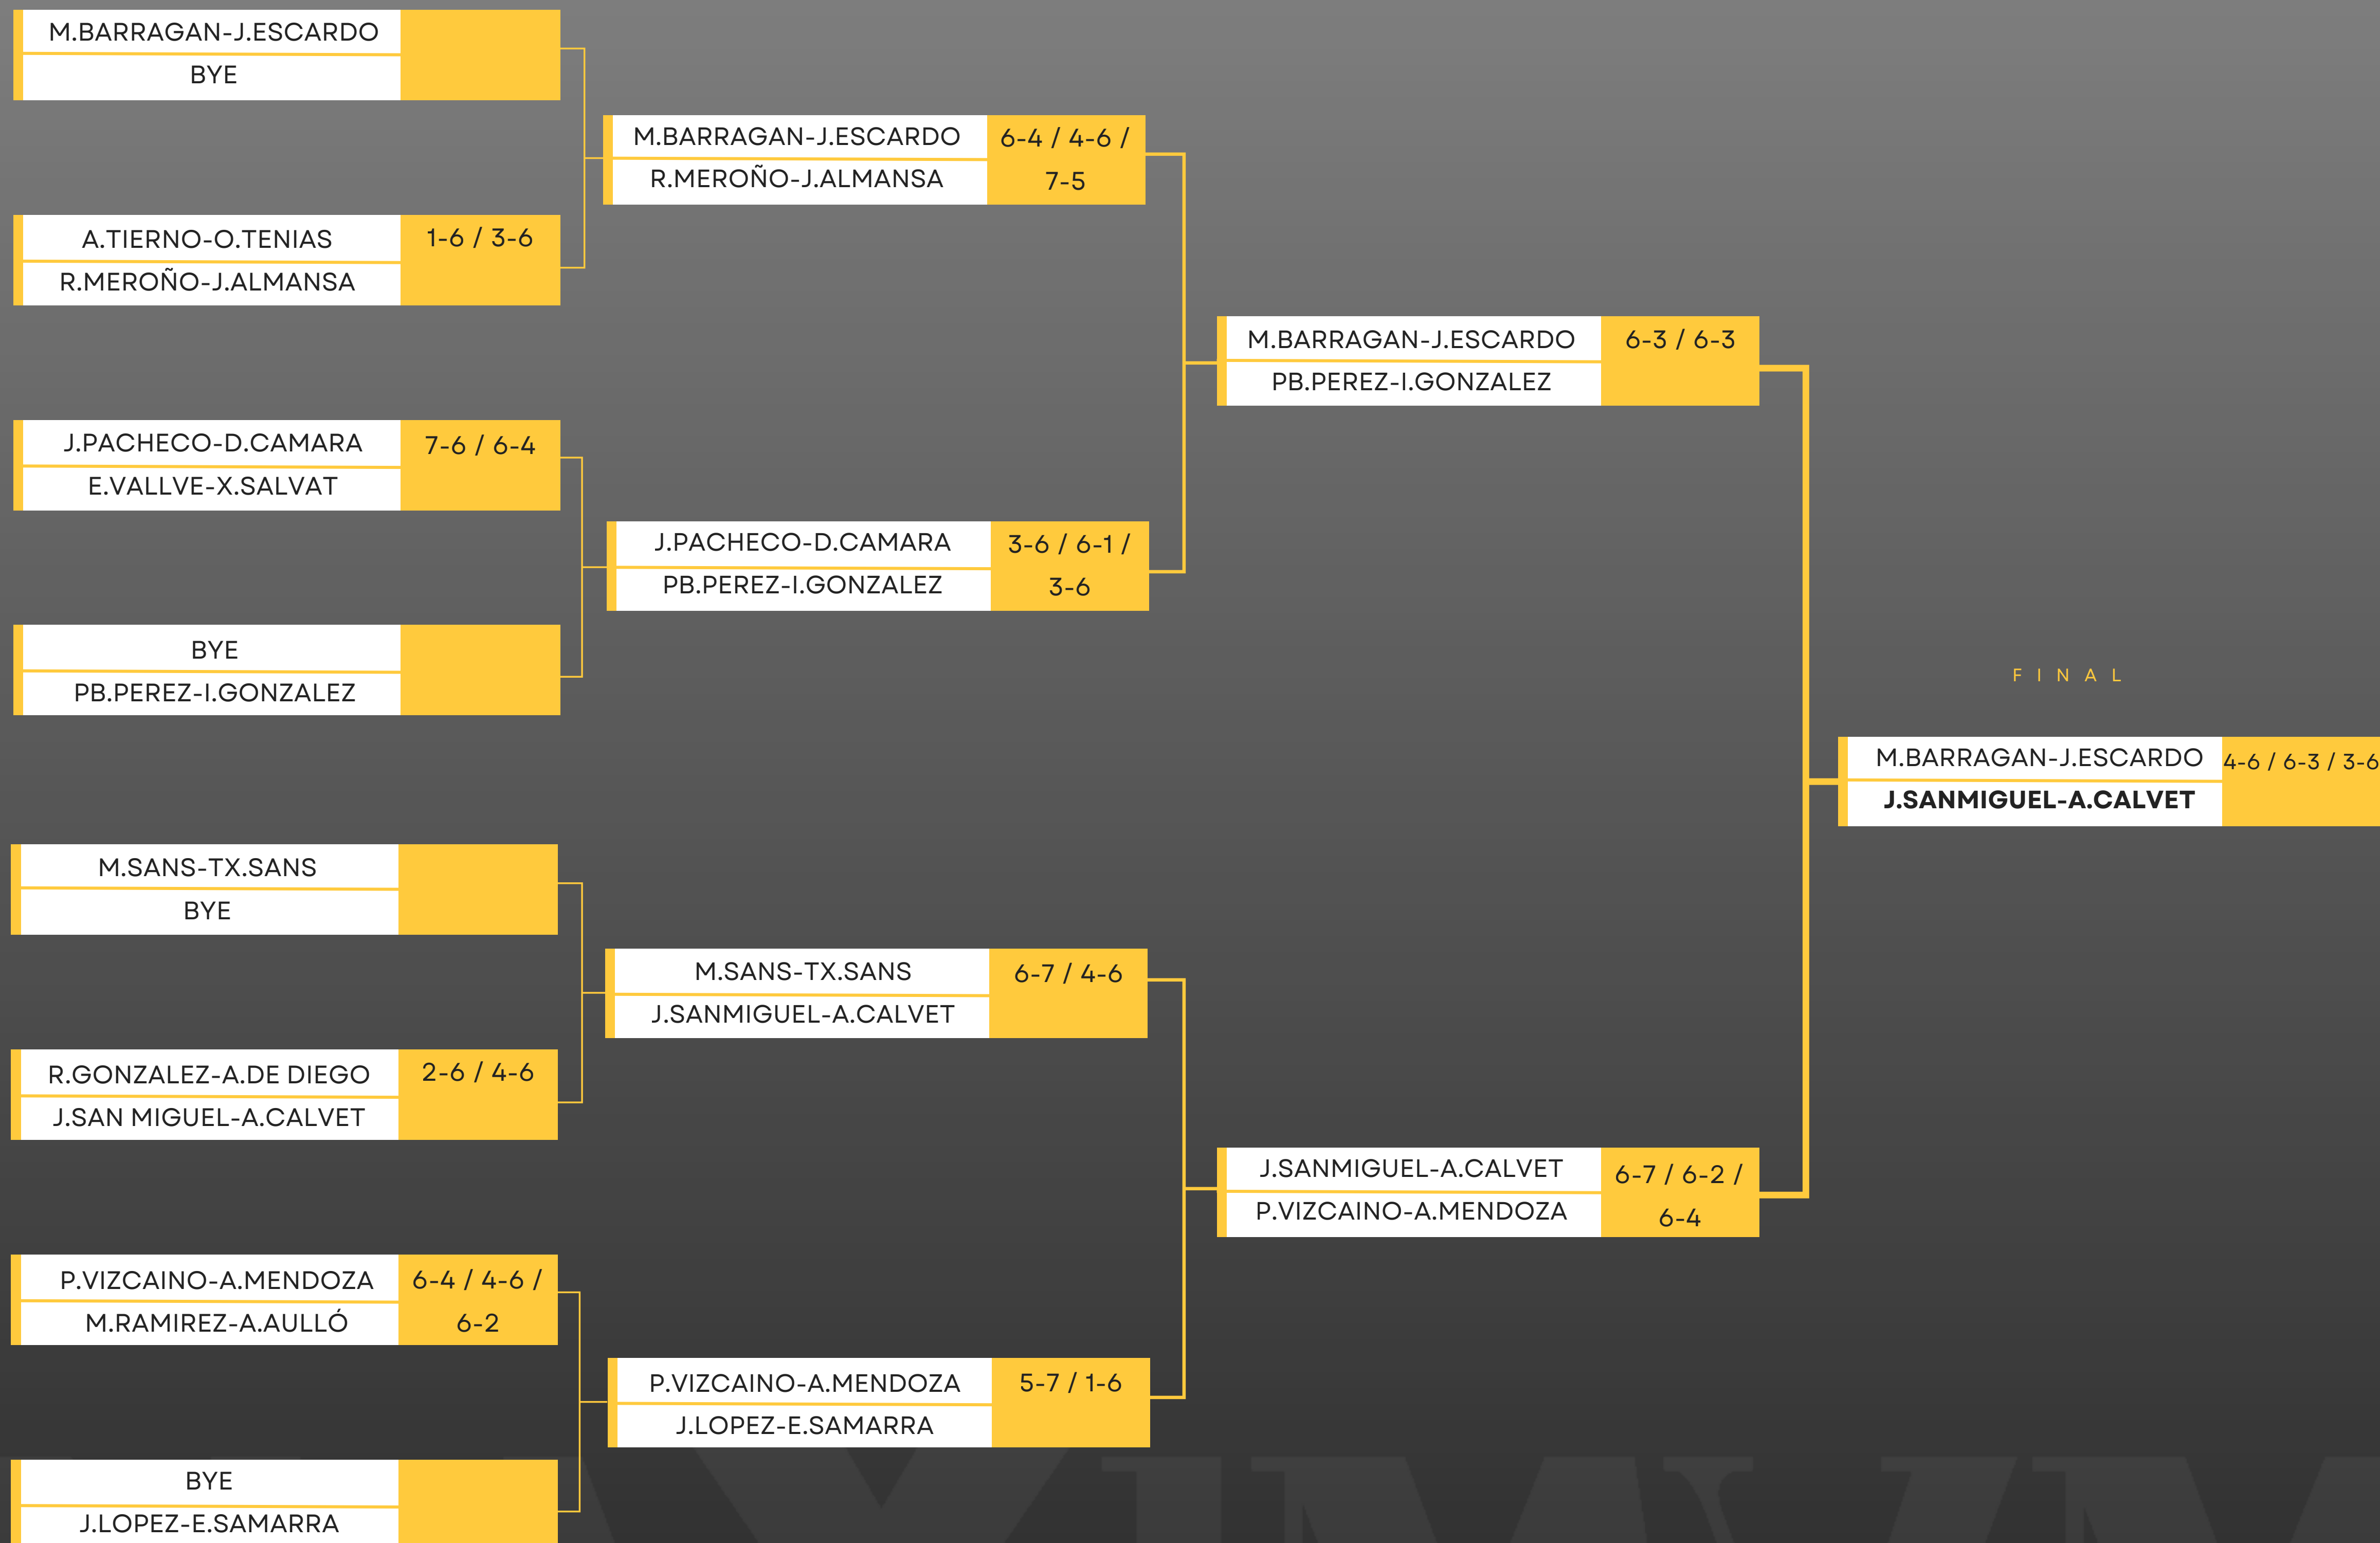 M.BARRAGAN-J.ESCARDO
BYE
A.TIERNO-O.TENIAS
1-6 / 3-6
R.MEROÑO-J.ALMANSA
J.PACHECO-D.CAMARA
7-6 / 6-4
E.VALLVE-X.SALVAT
BYE
PB.PEREZ-I.GONZALEZ
M.SANS-TX.SANS
BYE
R.GONZALEZ-A.DE DIEGO
2-6 / 4-6
J.SAN MIGUEL-A.CALVET
P.VIZCAINO-A.MENDOZA
6-4 / 4-6 /
M.RAMIREZ-A.AULLÓ
6-2
BYE
J.LOPEZ-E.SAMARRA
M.BARRAGAN-J.ESCARDO
6-4 / 4-6 /
R.MEROÑO-J.ALMANSA
7-5
J.PACHECO-D.CAMARA
3-6 / 6-1 /
PB.PEREZ-I.GONZALEZ
3-6
M.SANS-TX.SANS
6-7 / 4-6
J.SANMIGUEL-A.CALVET
P.VIZCAINO-A.MENDOZA
5-7 / 1-6
J.LOPEZ-E.SAMARRA
M.BARRAGAN-J.ESCARDO
6-3 / 6-3
PB.PEREZ-I.GONZALEZ
J.SANMIGUEL-A.CALVET
6-7 / 6-2 /
P.VIZCAINO-A.MENDOZA
6-4
FINAL
M.BARRAGAN-J.ESCARDO
4-6 / 6-3 / 3-6
J.SANMIGUEL-A.CALVET